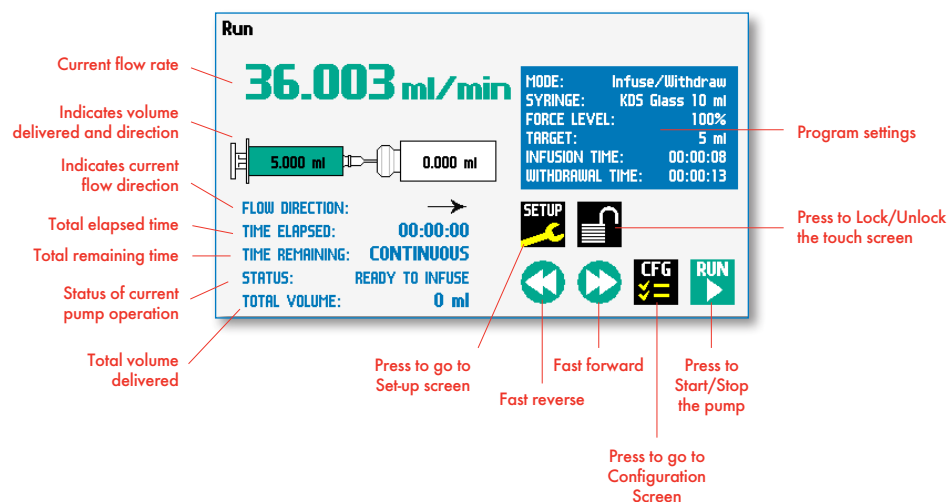 Run
Current flow rate
36.003 ml/min
MODE: Infuse/Withdraw
SYRINGE: KDS Glass 10 ml
FORCE LEVEL: 100%
TARGET: 5 ml
INFUSION TIME: 00:00:08
WITHDRAWAL TIME: 00:00:13
Program settings
Indicates volume
delivered and direction
5.000 ml
0.000 ml
Indicates current
flow direction
FLOW DIRECTION:
Total elapsed time
TIME ELAPSED: 00:00:00
Total remaining time
TIME REMAINING: CONTINUOUS
Status of current
pump operation
STATUS: READY TO INFUSE
TOTAL VOLUME: 0 ml
Total volume
delivered
SETUP
Press to Lock/Unlock
the touch screen
CFG
RUN
Press to go to
Set-up screen
Fast reverse
Fast forward
Press to
Start/Stop
the pump
Press to go to
Configuration
Screen